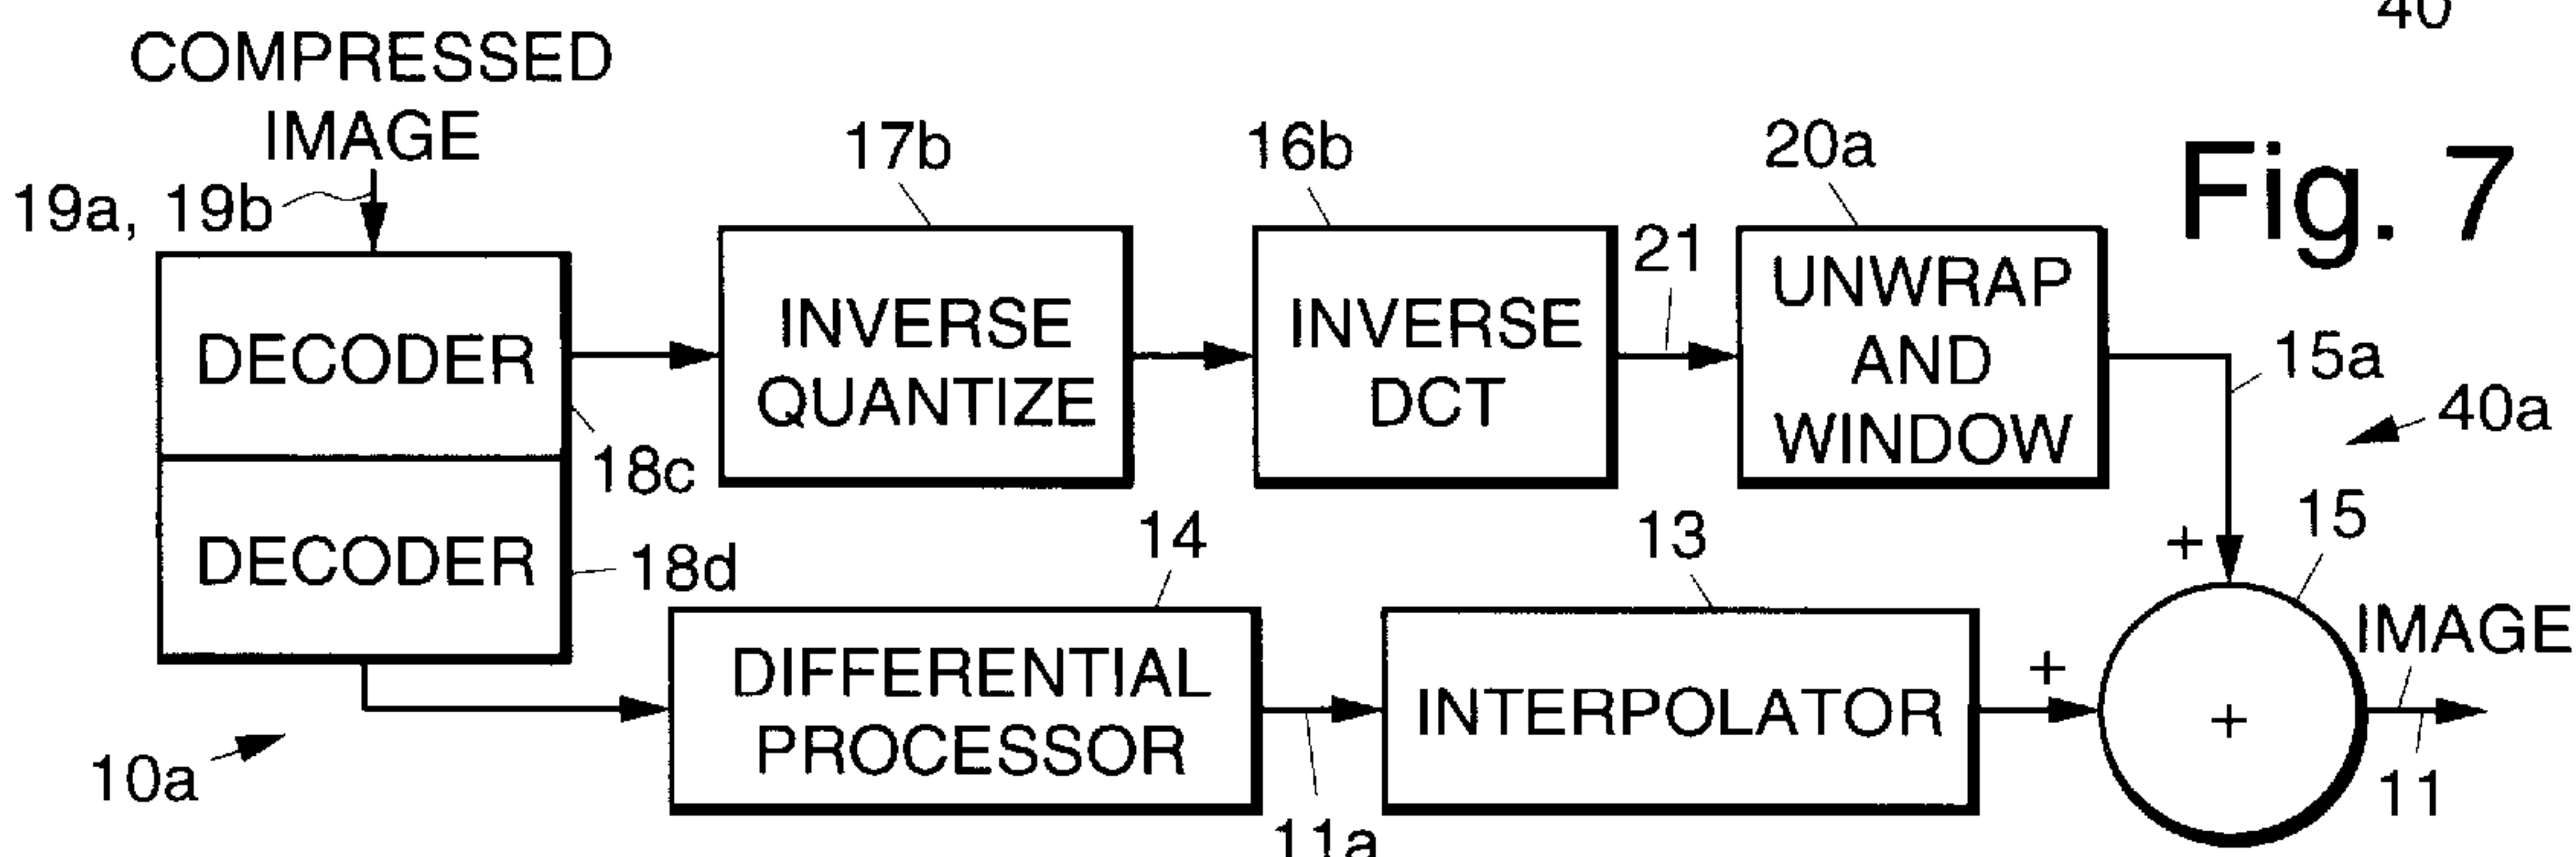 40
COMPRESSED
IMAGE
19a, 19b
17b
16b
20a
Fig. 7
21
DECODER
INVERSE
QUANTIZE
INVERSE
DCT
UNWRAP
AND
WINDOW
15a
40a
18c
DECODER
18d
14
13
15
+
DIFFERENTIAL
PROCESSOR
INTERPOLATOR
+
+
IMAGE
10a
11a
11